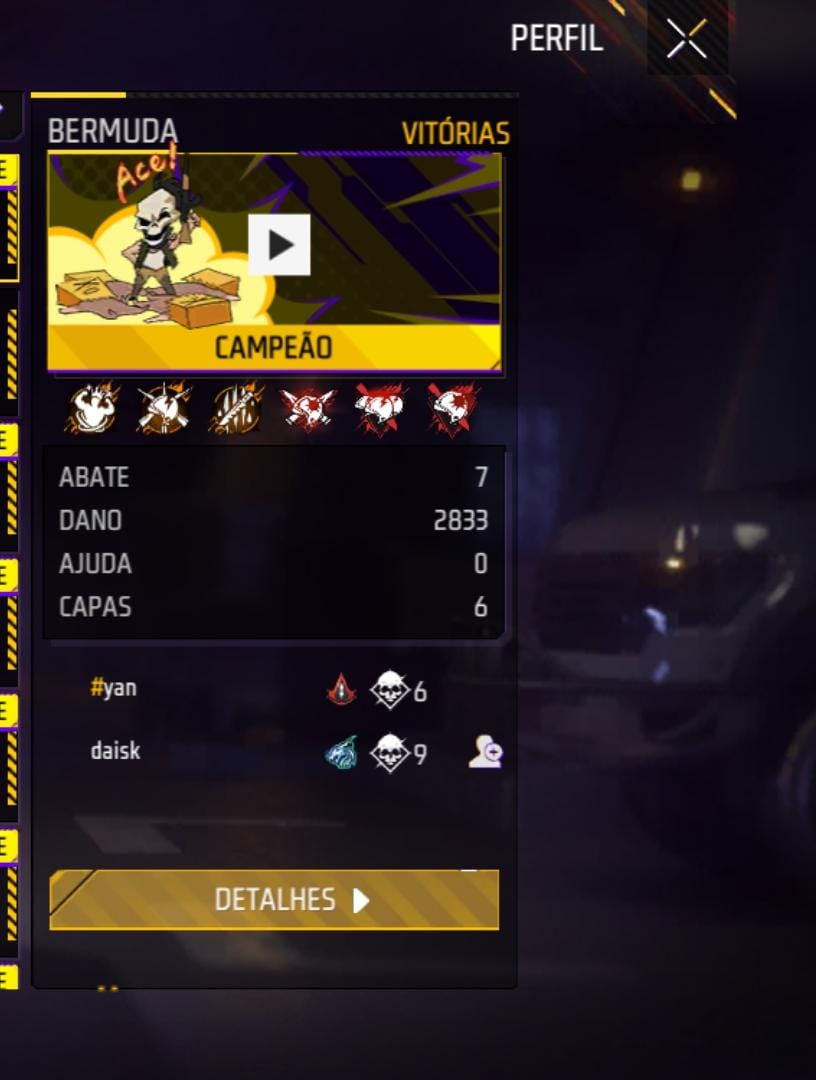 PERFIL
BERMUDA VITÓRIAS
Ace!
CAMPEÃO
ABATE 7
DANO 2833
AJUDA 0
CAPAS 6
#yan 6
daisk 9
DETALHES